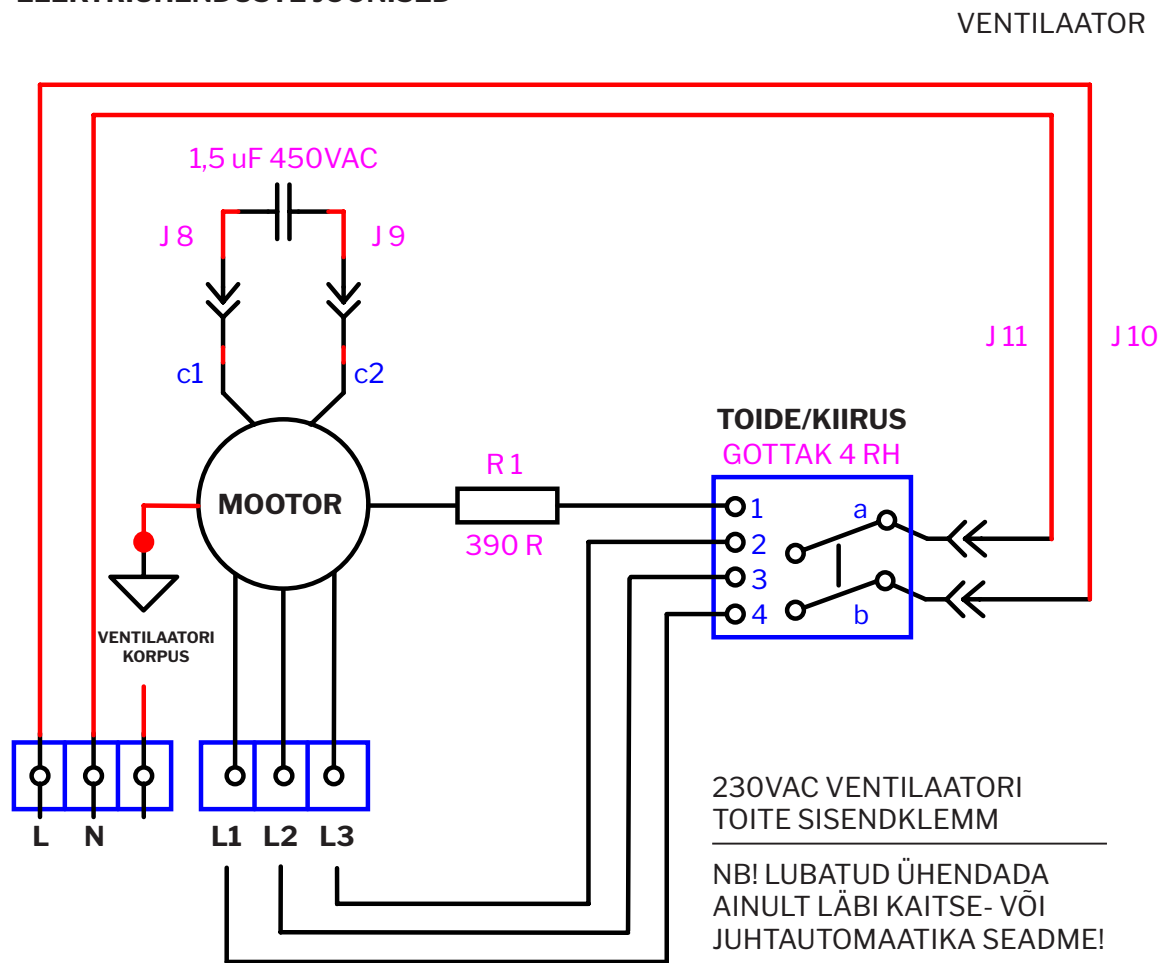 VENTILAATOR
1,5 uF 450VAC
J 8
J 9
J 11
J 10
c1
c2
TOIDE/KIIRUS
GOTTAK 4 RH
R 1
MOOTOR
390 R
1
2
3
4
a
b
VENTILAATORI
KORPUS
L
N
L1
L2
L3
230VAC VENTILAATORI
TOITE SISENDKLEMM
NB! LUBATUD ÜHENDADA
AINULT LÄBI KAITSE- VÕI
JUHTAUTOMAATIKA SEADME!